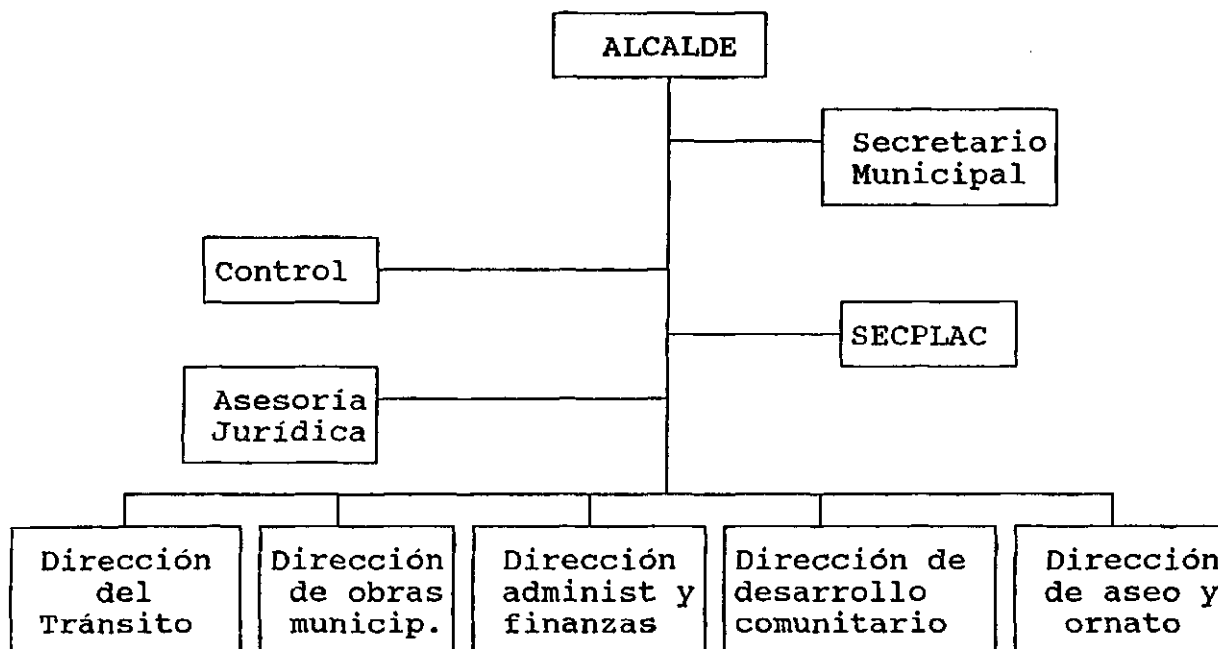 ALCALDE
Secretario
Municipal
Control
SECPLAC
Asesoría
Jurídica
Dirección
del
Tránsito
Dirección
de obras
municip.
Dirección
administ y
finanzas
Dirección de
desarrollo
comunitario
Dirección
de aseo y
ornato